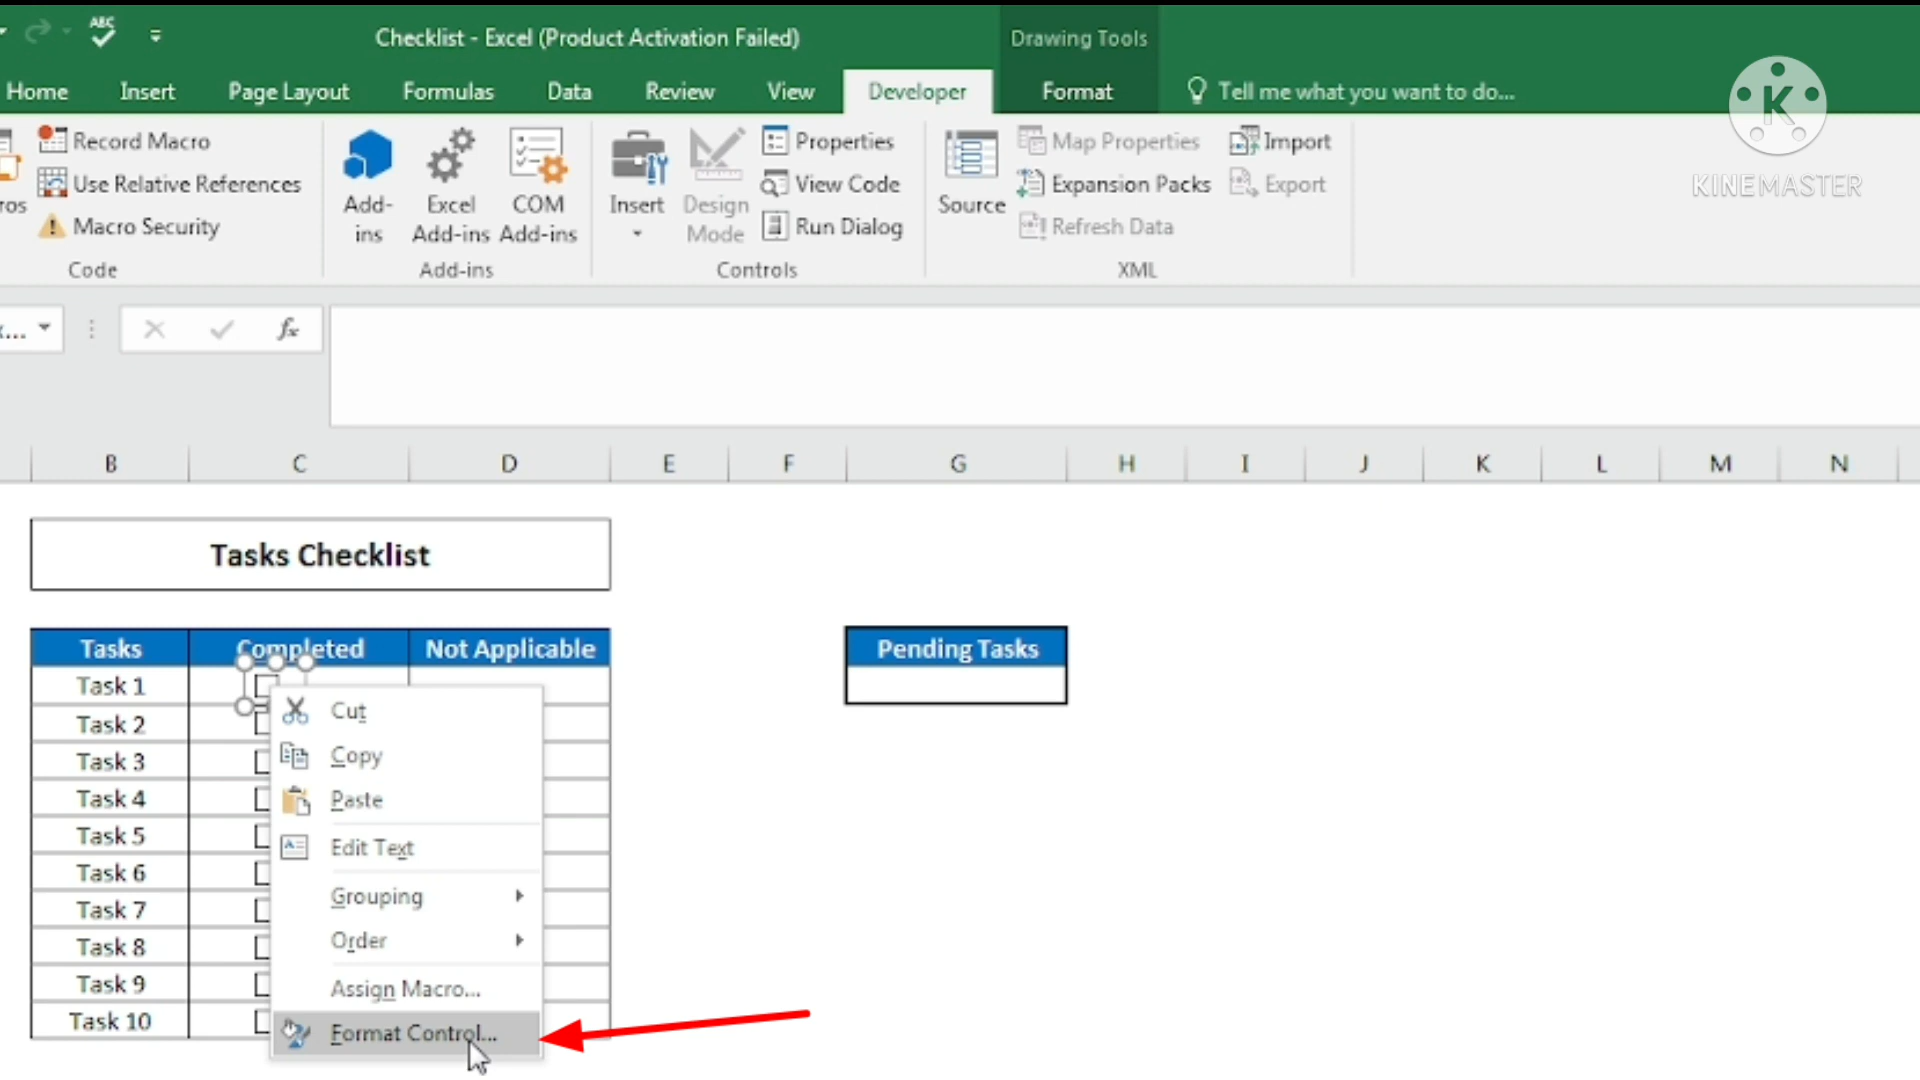 ABC
Checklist - Excel (Product Activation Failed)
Drawing Tools
Home Insert Page Layout Formulas Data Review View Developer Format Tell me what you want to do...
K
KINEMASTER
Record Macro
Use Relative References
ros
Macro Security
Code
Add-
ins
Excel
Add-ins
COM
Add-ins
Add-ins
Insert
Design
Mode
Properties
View Code
Run Dialog
Controls
Source
Map Properties
Expansion Packs
Refresh Data
Import
Export
XML
... fx
B C D E F G H I J K L M N
Tasks Checklist
Tasks Completed Not Applicable
Task 1
Task 2
Task 3
Task 4
Task 5
Task 6
Task 7
Task 8
Task 9
Task 10
Pending Tasks
Cut
Copy
Paste
Edit Text
Grouping
Order
Assign Macro...
Format Control...